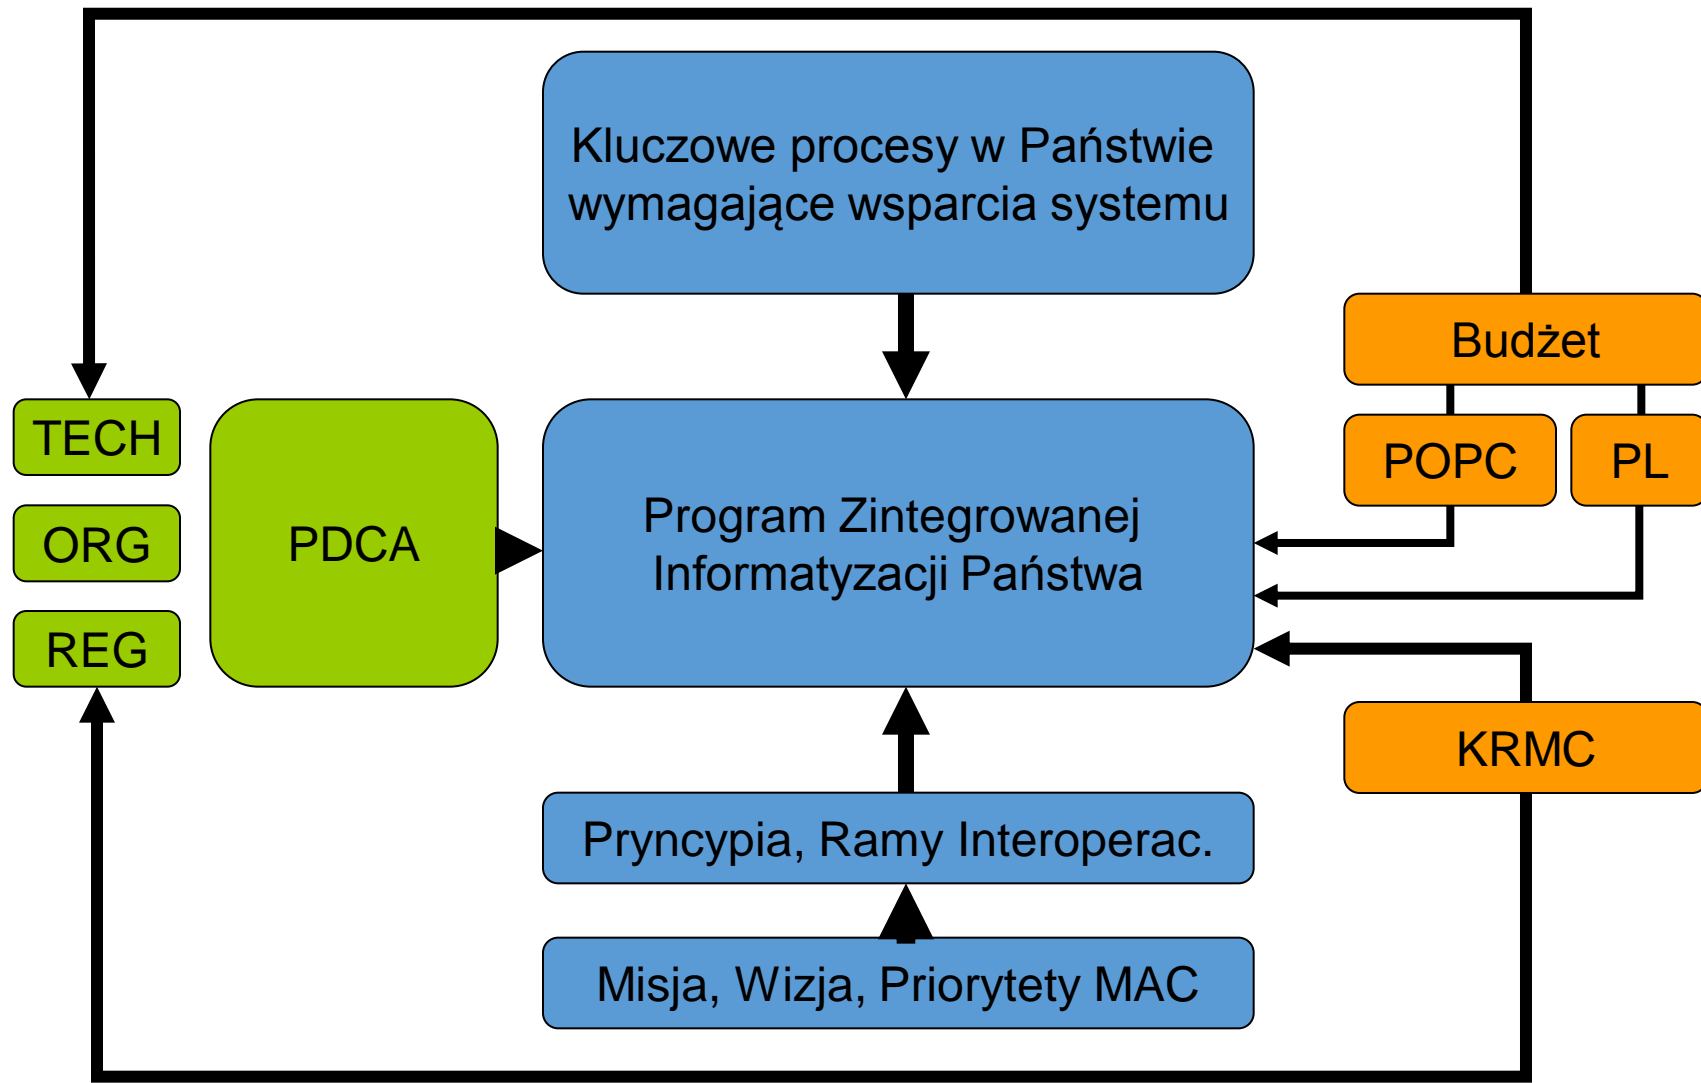 Kluczowe procesy w Państwie
wymagające wsparcia systemu
Budżet
TECH
POPC
PL
ORG
PDCA
Program Zintegrowanej
Informatyzacji Państwa
REG
KRMC
Pryncypia, Ramy Interoperac.
Misja, Wizja, Priorytety MAC